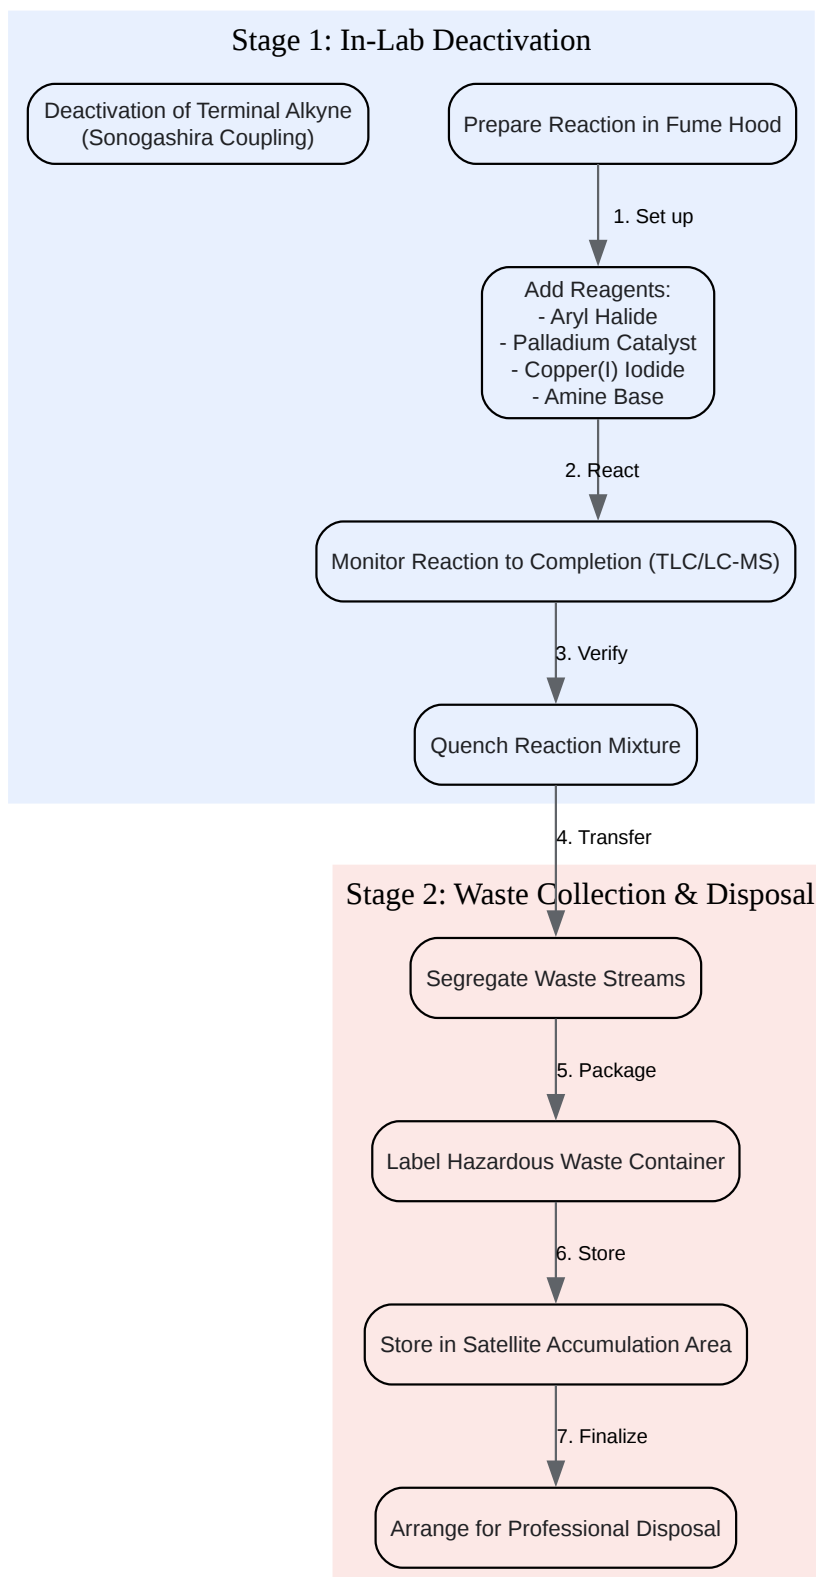 Stage 1: In-Lab Deactivation
Deactivation of Terminal Alkyne
(Sonogashira Coupling)
Prepare Reaction in Fume Hood
1. Set up
Add Reagents:
- Aryl Halide
- Palladium Catalyst
- Copper(I) Iodide
- Amine Base
2. React
Monitor Reaction to Completion (TLC/LC-MS)
3. Verify
Quench Reaction Mixture
4. Transfer
Stage 2: Waste Collection & Disposal
Segregate Waste Streams
5. Package
Label Hazardous Waste Container
6. Store
Store in Satellite Accumulation Area
7. Finalize
Arrange for Professional Disposal